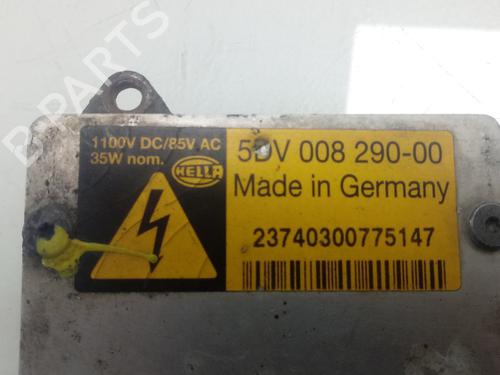 B-PARTS
1100V DC/85V AC
35W nom.
HELLA
5DV 008 290-00
Made in Germany
23740300775147